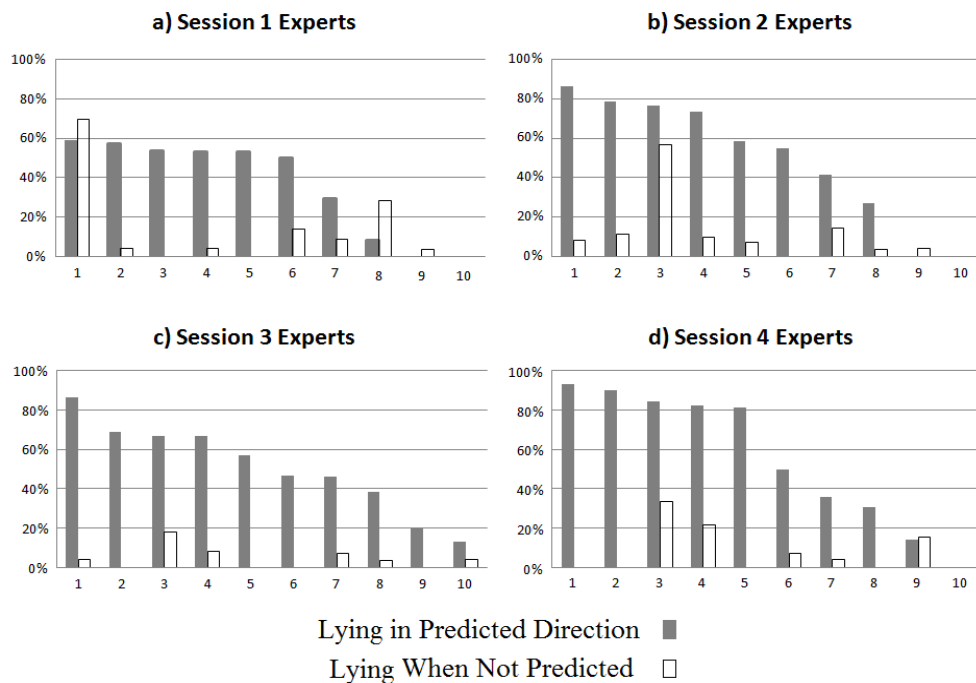 a) Session 1 Experts
100%
80%
60%
40%
20%
0%
1 2 3 4 5 6 7 8 9 10
b) Session 2 Experts
100%
80%
60%
40%
20%
0%
1 2 3 4 5 6 7 8 9 10
c) Session 3 Experts
100%
80%
60%
40%
20%
0%
1 2 3 4 5 6 7 8 9 10
d) Session 4 Experts
100%
80%
60%
40%
20%
0%
1 2 3 4 5 6 7 8 9 10
Lying in Predicted Direction
Lying When Not Predicted